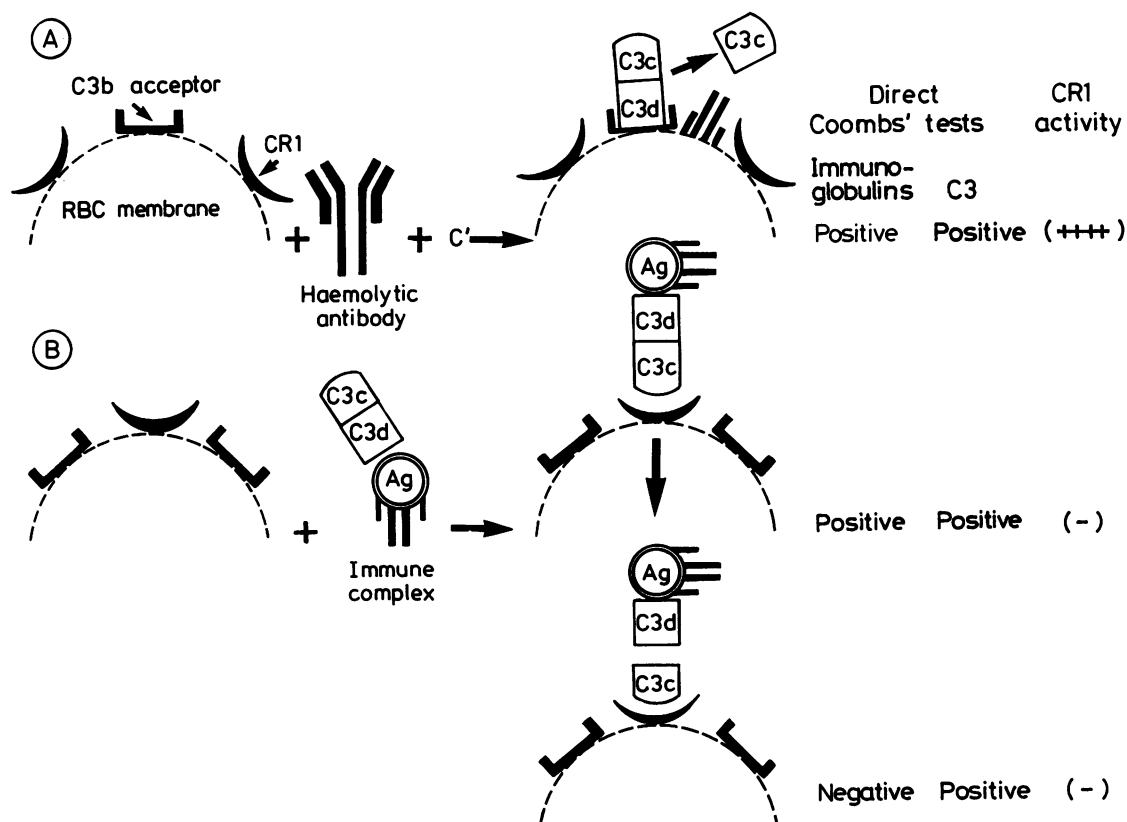 A
C3b acceptor
CR1
RBC membrane
+
Haemolytic
antibody
+ C'
C3c
C3d
C3c
Direct CR1
Coombs' tests activity
Immuno-
globulins C3
Positive Positive (++++)
B
C3c
C3d
Ag
+
Immune
complex
Ag
C3d
C3c
Positive Positive (-)
Ag
C3d
C3c
Negative Positive (-)